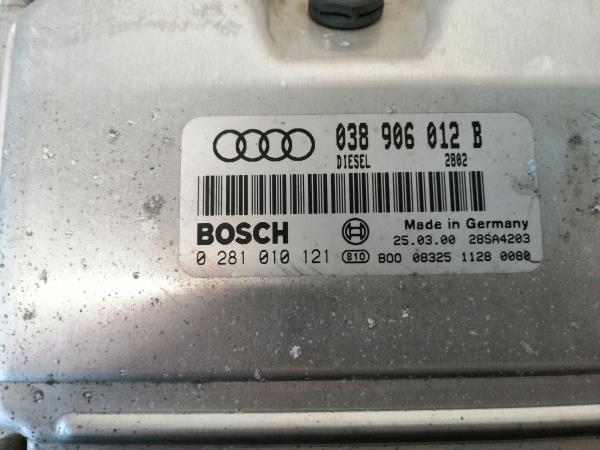 038 906 012 B
DIESEL 2802
BOSCH
Made in Germany
25.03.00 28SA4203
0 281 010 121 810 B00 08325 1128 0080